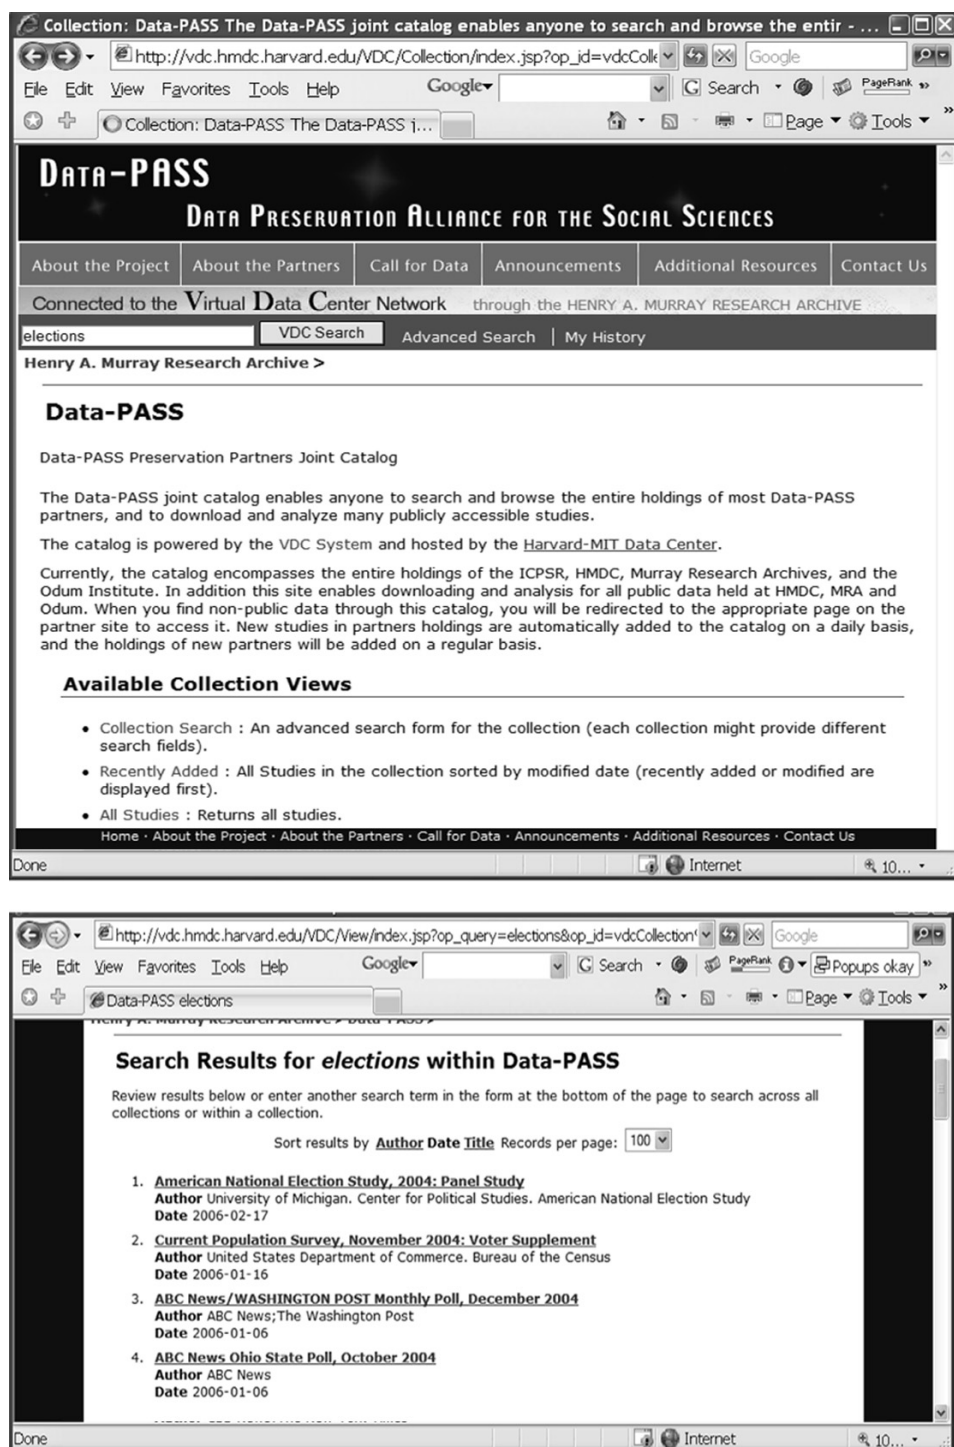 Collection: Data-PASS The Data-PASS joint catalog enables anyone to search and browse the entir - ...
http://vdc.hmdc.harvard.edu/VDC/Collection/index.jsp?op_id=vdcColle
Google
File Edit View Favorites Tools Help
Google
G Search
PageRank
Collection: Data-PASS The Data-PASS j...
Page
Tools
DATA-PASS
DATA PRESERVATION ALLIANCE FOR THE SOCIAL SCIENCES
About the Project About the Partners Call for Data Announcements Additional Resources Contact Us
Connected to the Virtual Data Center Network through the HENRY A. MURRAY RESEARCH ARCHIVE
elections VDC Search Advanced Search | My History
Henry A. Murray Research Archive >
Data-PASS
Data-PASS Preservation Partners Joint Catalog
The Data-PASS joint catalog enables anyone to search and browse the entire holdings of most Data-PASS
partners, and to download and analyze many publicly accessible studies.
The catalog is powered by the VDC System and hosted by the Harvard-MIT Data Center.
Currently, the catalog encompasses the entire holdings of the ICPSR, HMDC, Murray Research Archives, and the
Odum Institute. In addition this site enables downloading and analysis for all public data held at HMDC, MRA and
Odum. When you find non-public data through this catalog, you will be redirected to the appropriate page on the
partner site to access it. New studies in partners holdings are automatically added to the catalog on a daily basis,
and the holdings of new partners will be added on a regular basis.
Available Collection Views
• Collection Search : An advanced search form for the collection (each collection might provide different
search fields).
• Recently Added : All Studies in the collection sorted by modified date (recently added or modified are
displayed first).
• All Studies : Returns all studies.
Home · About the Project · About the Partners · Call for Data · Announcements · Additional Resources · Contact Us
Done Internet 10...
http://vdc.hmdc.harvard.edu/VDC/View/index.jsp?op_query=elections&op_id=vdcCollection
Google
File Edit View Favorites Tools Help
Google
G Search
PageRank
Popups okay
Data-PASS elections
Page
Tools
Henry A. Murray Research Archive > Data-PASS >
Search Results for elections within Data-PASS
Review results below or enter another search term in the form at the bottom of the page to search across all
collections or within a collection.
Sort results by Author Date Title Records per page: 100
1. American National Election Study, 2004: Panel Study
Author University of Michigan. Center for Political Studies. American National Election Study
Date 2006-02-17
2. Current Population Survey, November 2004: Voter Supplement
Author United States Department of Commerce. Bureau of the Census
Date 2006-01-16
3. ABC News/WASHINGTON POST Monthly Poll, December 2004
Author ABC News;The Washington Post
Date 2006-01-06
4. ABC News Ohio State Poll, October 2004
Author ABC News
Date 2006-01-06
Done Internet 10...